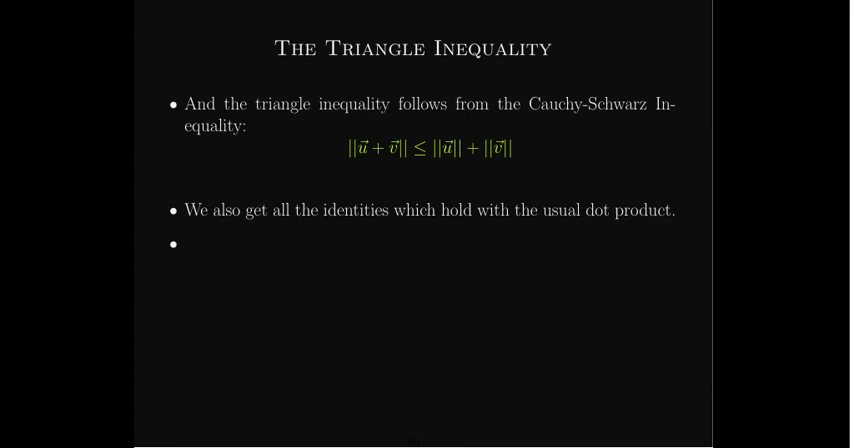 The Triangle Inequality
• And the triangle inequality follows from the Cauchy-Schwarz In-
equality:
||u⃗ + v⃗|| ≤ ||u⃗|| + ||v⃗||
• We also get all the identities which hold with the usual dot product.
•